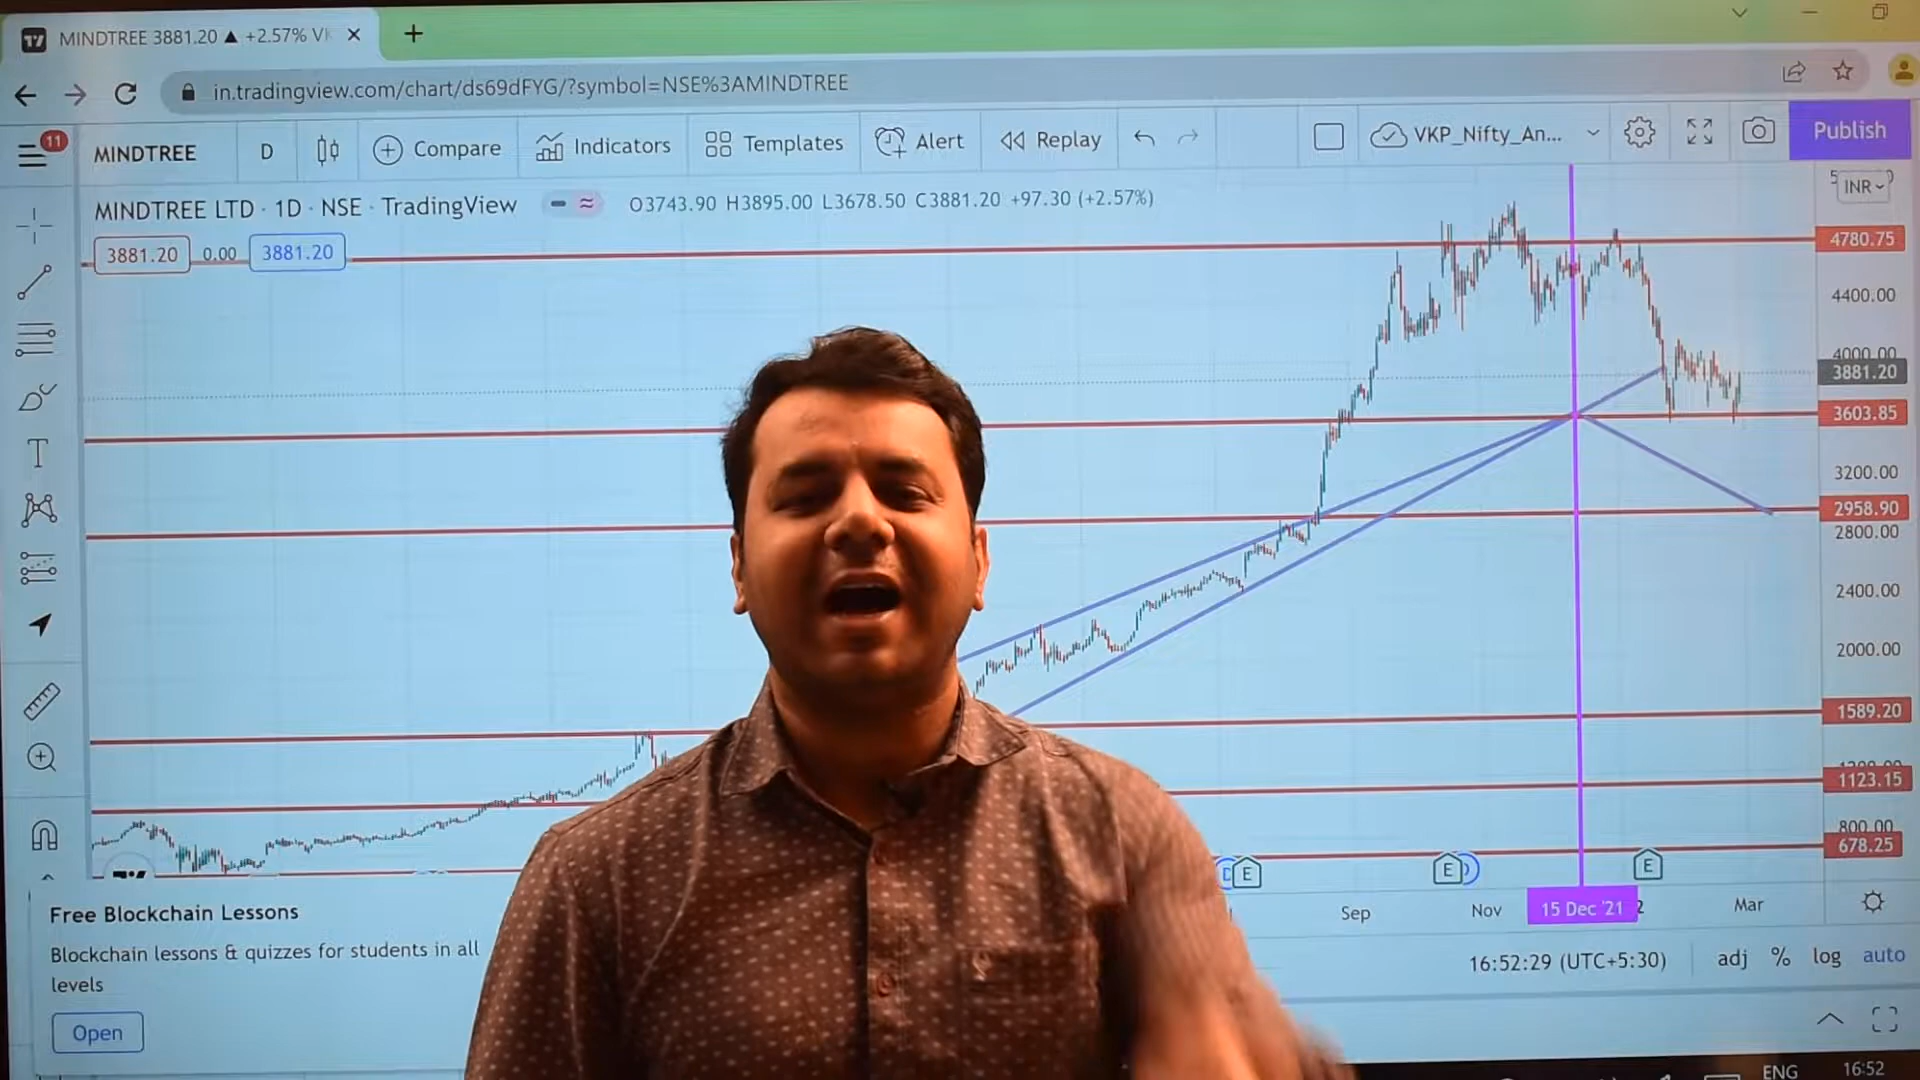 MINDTREE 3881.20 ▲ +2.57% VK
in.tradingview.com/chart/ds69dFYG/?symbol=NSE%3AMINDTREE
11
MINDTREE D Compare Indicators Templates Alert Replay VKP_Nifty_An... Publish
MINDTREE LTD · 1D · NSE · TradingView O3743.90 H3895.00 L3678.50 C3881.20 +97.30 (+2.57%)
INR
3881.20 0.00 3881.20
4780.75
4400.00
4000.00
3881.20
3603.85
3200.00
2958.90
2800.00
2400.00
2000.00
1589.20
1200.00
1123.15
800.00
678.25
E E E
Sep Nov 15 Dec '21 2 Mar
Free Blockchain Lessons
Blockchain lessons & quizzes for students in all
levels
Open
16:52:29 (UTC+5:30) adj % log auto
ENG 16:52